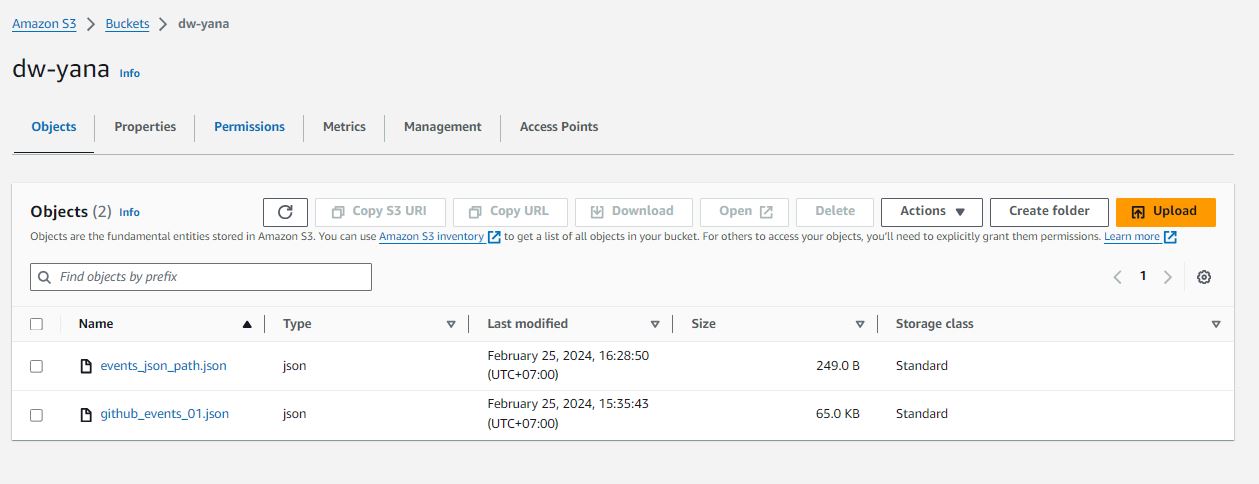 Amazon S3 > Buckets > dw-yana
dw-yana Info
Objects Properties Permissions Metrics Management Access Points
Objects (2) Info Copy S3 URI Copy URL Download Open Delete Actions Create folder Upload
Objects are the fundamental entities stored in Amazon S3. You can use Amazon S3 inventory to get a list of all objects in your bucket. For others to access your objects, you'll need to explicitly grant them permissions. Learn more
Find objects by prefix < 1 >
Name Type Last modified Size Storage class
events_json_path.json json February 25, 2024, 16:28:50 249.0 B Standard
(UTC+07:00)
github_events_01.json json February 25, 2024, 15:35:43 65.0 KB Standard
(UTC+07:00)